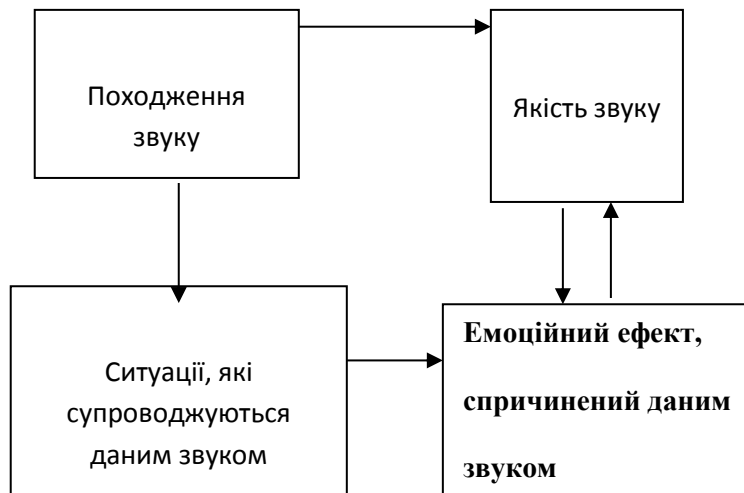 Походження
звуку
Якість звуку
Ситуації, які
супроводжуються
даним звуком
Емоційний ефект,
спричинений даним
звуком